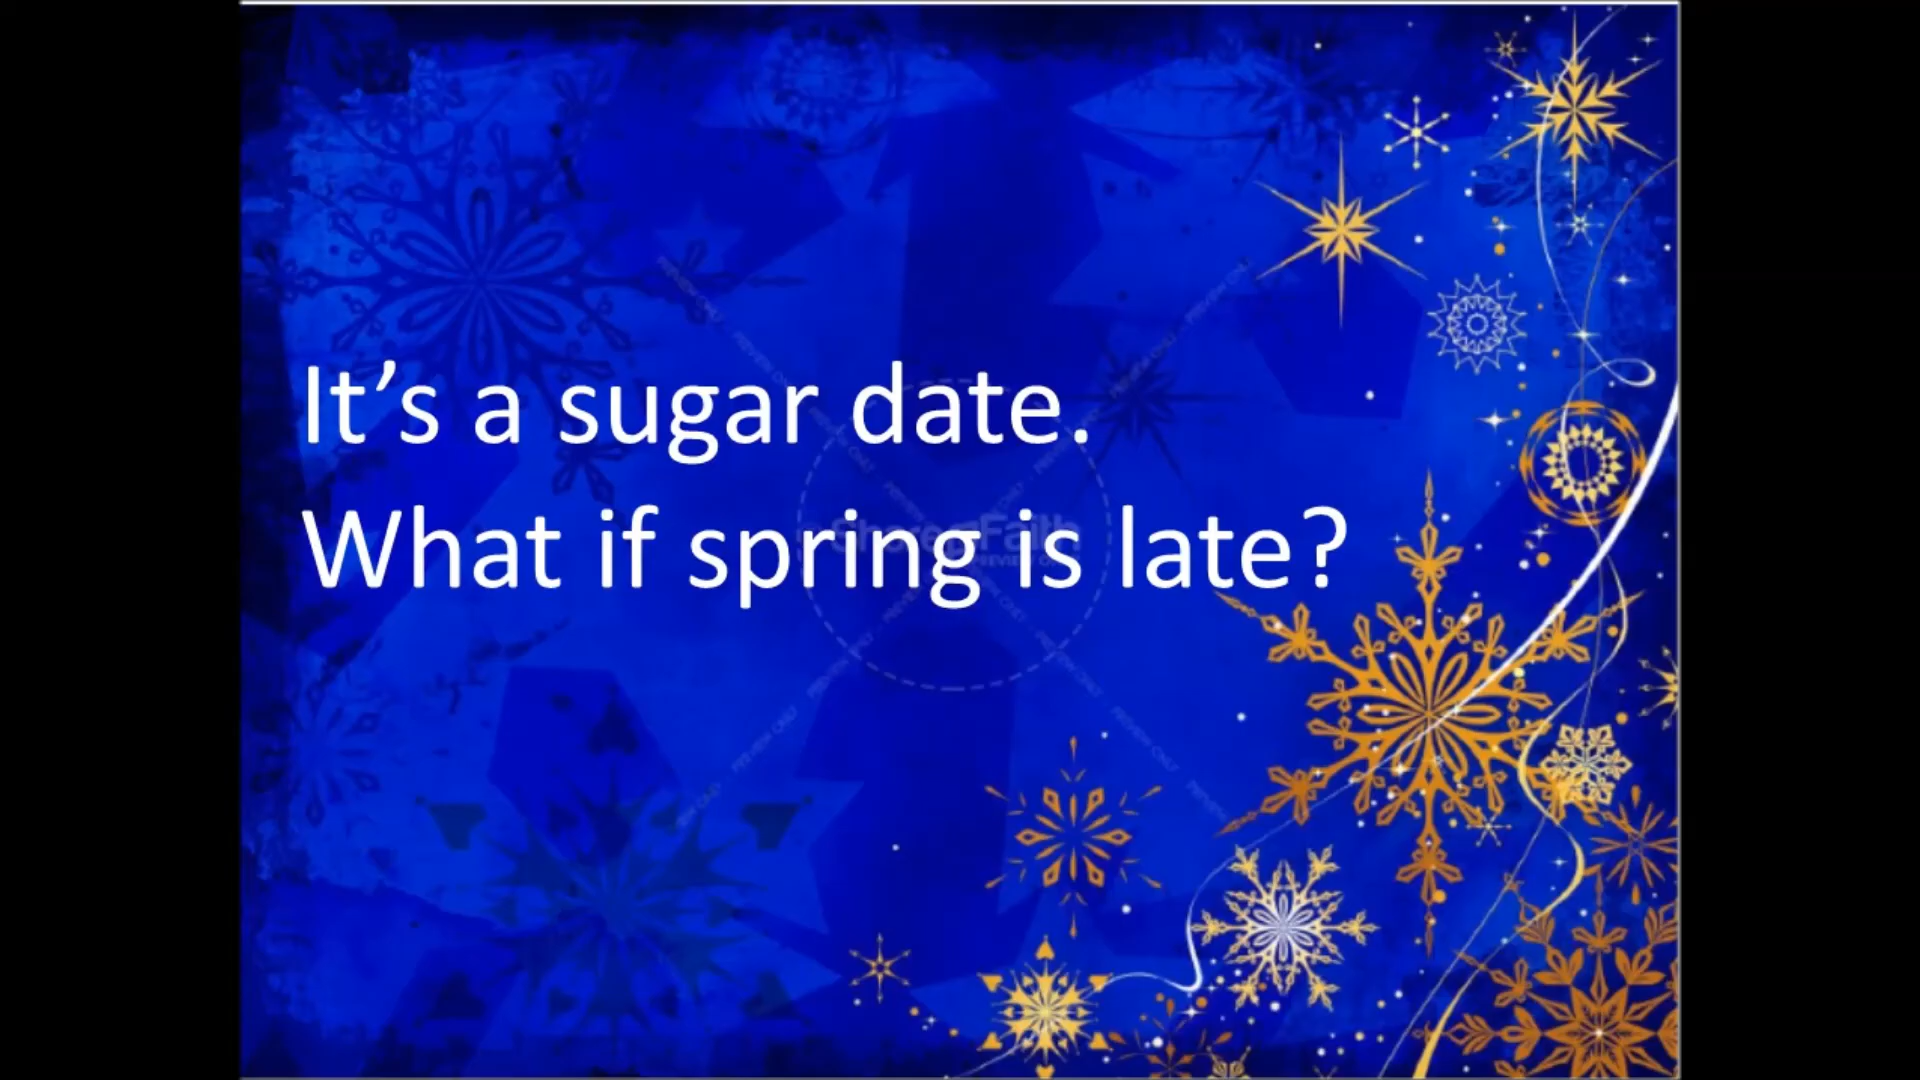 It’s a sugar date.
What if spring is late?